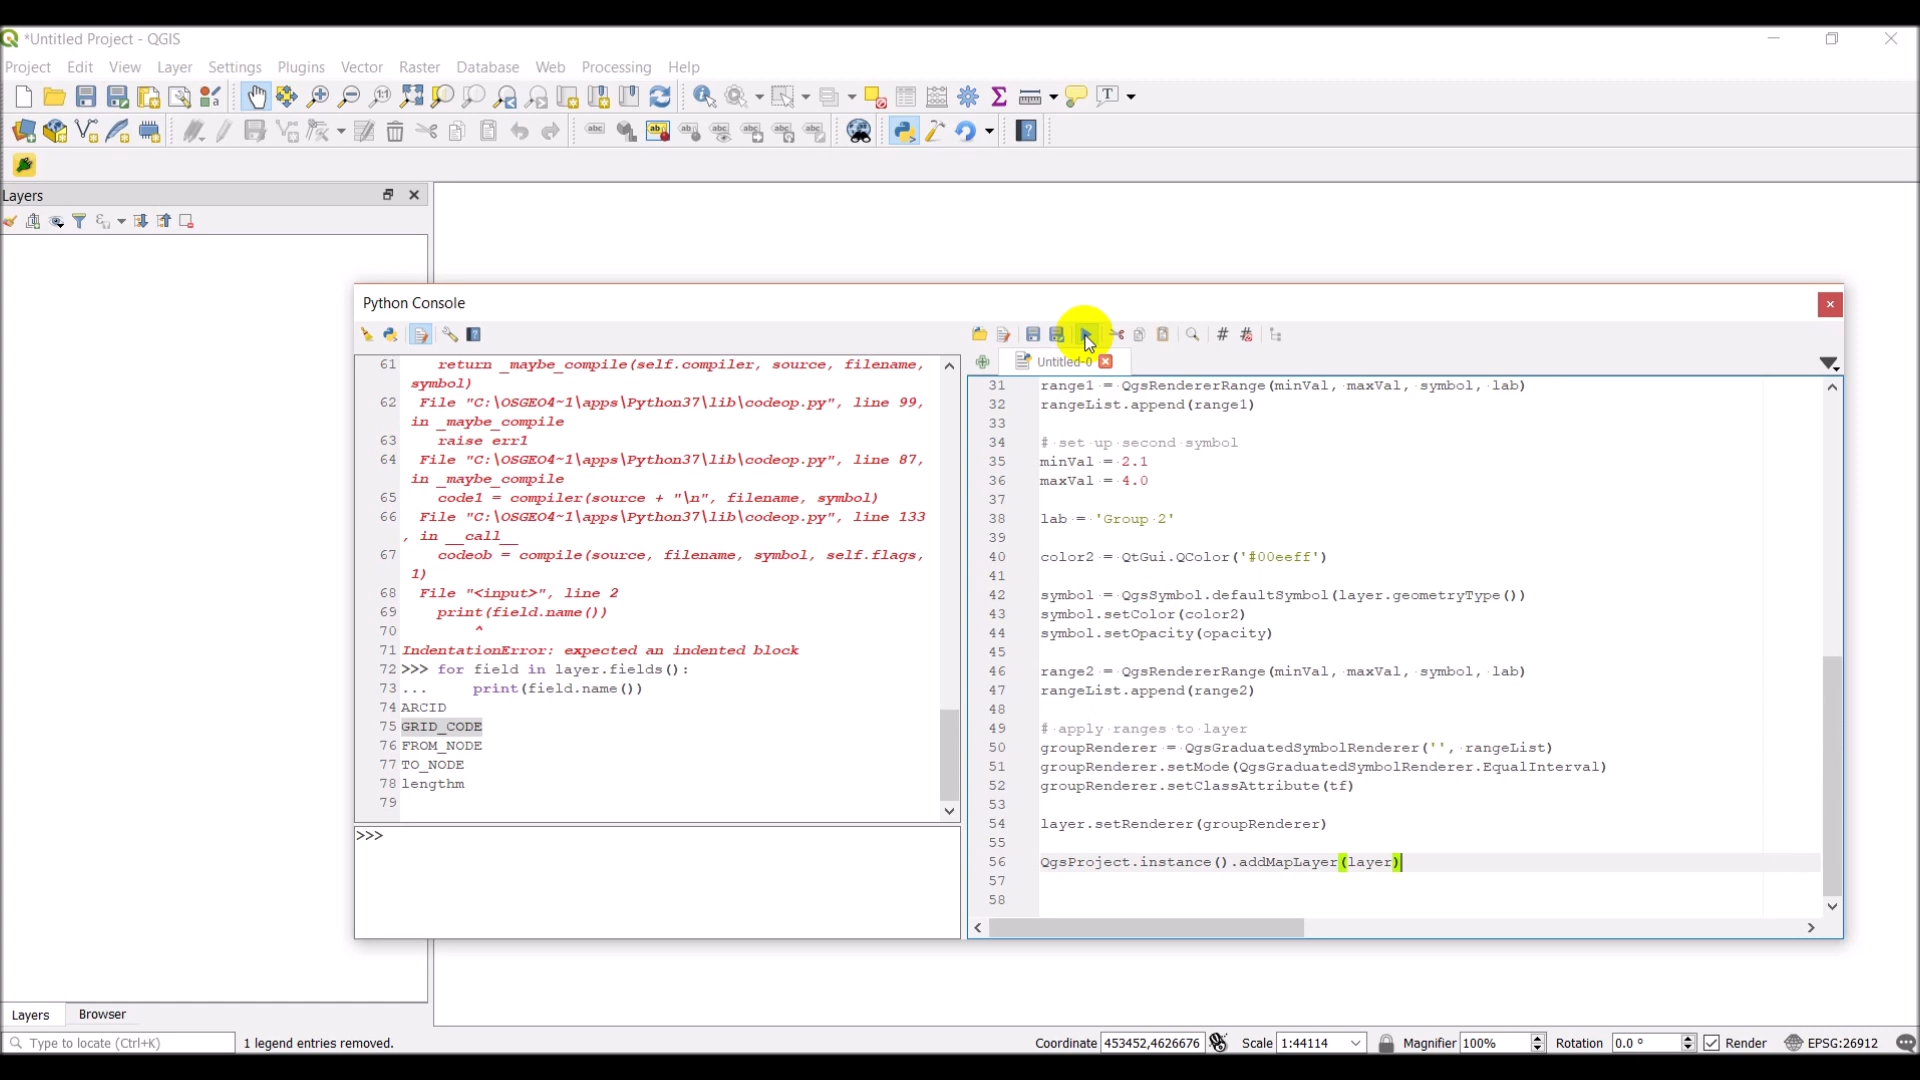 *Untitled Project - QGIS
Project Edit View Layer Settings Plugins Vector Raster Database Web Processing Help
Layers
Python Console
Untitled-0
61 return _maybe_compile(self.compiler, source, filename,
symbol)
62 File "C:\OSGEO4~1\apps\Python37\lib\codeop.py", line 99,
in _maybe_compile
63 raise err1
64 File "C:\OSGEO4~1\apps\Python37\lib\codeop.py", line 87,
in _maybe_compile
65 code1 = compiler(source + "\n", filename, symbol)
66 File "C:\OSGEO4~1\apps\Python37\lib\codeop.py", line 133
, in __call__
67 codeob = compile(source, filename, symbol, self.flags,
1)
68 File "<input>", line 2
69 print(field.name())
70 ^
71 IndentationError: expected an indented block
72 >>> for field in layer.fields():
73 ... print(field.name())
74 ARCID
75 GRID_CODE
76 FROM_NODE
77 TO_NODE
78 lengthm
79
>>>
31 range1 = QgsRendererRange(minVal, maxVal, symbol, lab)
32 rangeList.append(range1)
33
34 # set up second symbol
35 minVal = 2.1
36 maxVal = 4.0
37
38 lab = 'Group 2'
39
40 color2 = QtGui.QColor('#00eeff')
41
42 symbol = QgsSymbol.defaultSymbol(layer.geometryType())
43 symbol.setColor(color2)
44 symbol.setOpacity(opacity)
45
46 range2 = QgsRendererRange(minVal, maxVal, symbol, lab)
47 rangeList.append(range2)
48
49 # apply ranges to layer
50 groupRenderer = QgsGraduatedSymbolRenderer('', rangeList)
51 groupRenderer.setMode(QgsGraduatedSymbolRenderer.EqualInterval)
52 groupRenderer.setClassAttribute(tf)
53
54 layer.setRenderer(groupRenderer)
55
56 QgsProject.instance().addMapLayer(layer)
57
58
Layers Browser
Type to locate (Ctrl+K) 1 legend entries removed. Coordinate 453452,4626676 Scale 1:44114 Magnifier 100% Rotation 0.0 ° Render EPSG:26912